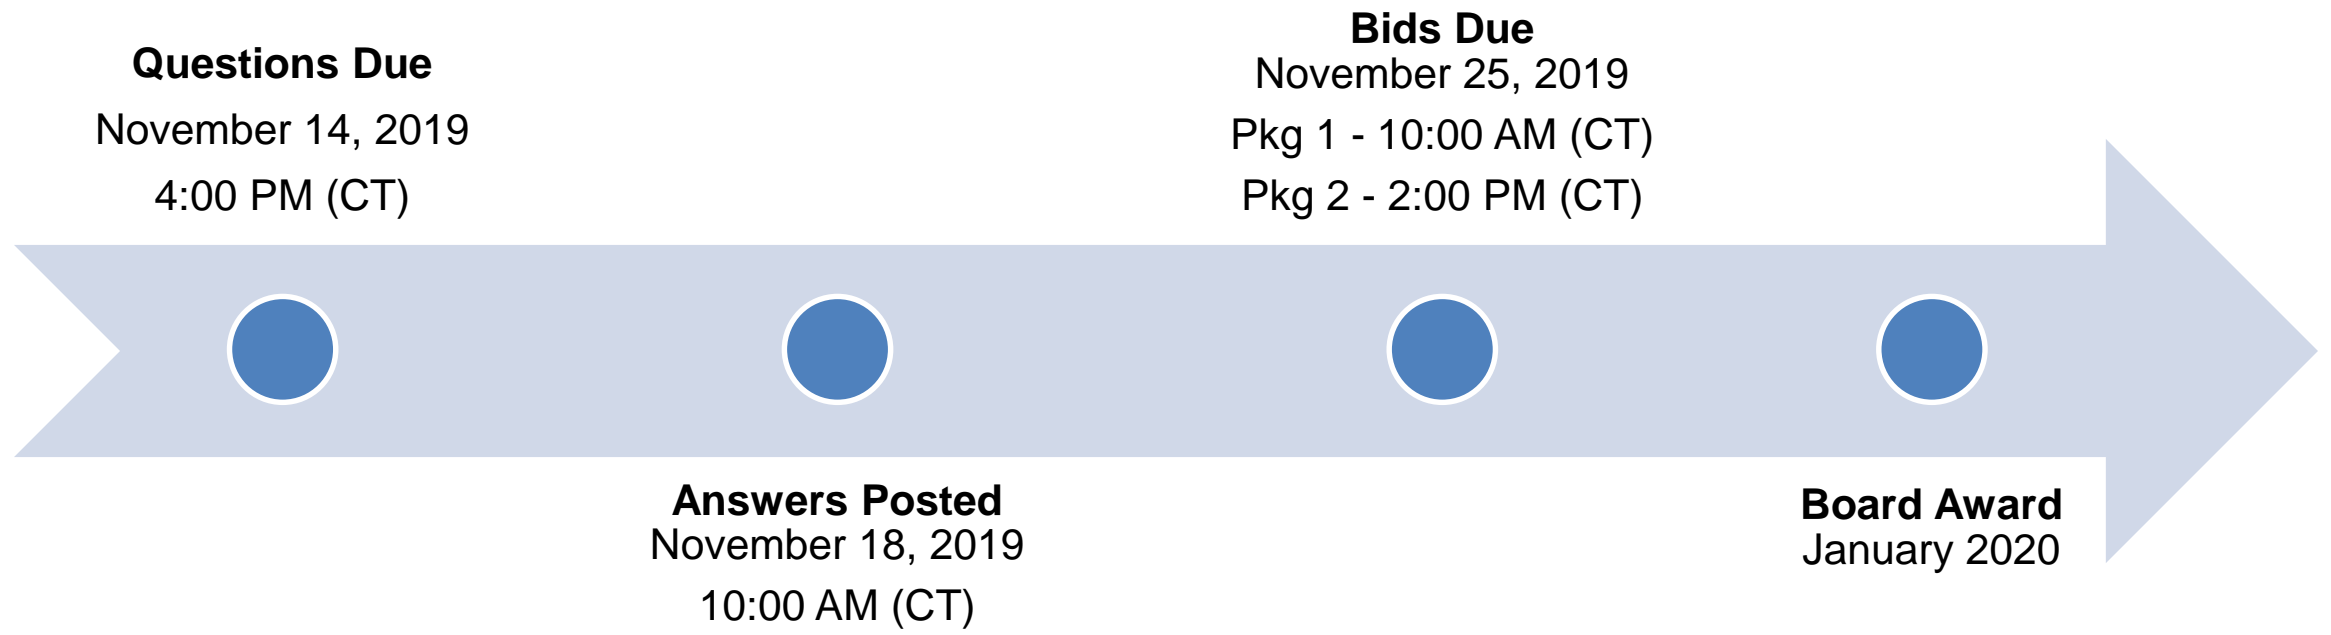 Questions Due
November 14, 2019
4:00 PM (CT)
Answers Posted
November 18, 2019
10:00 AM (CT)
Bids Due
November 25, 2019
Pkg 1 - 10:00 AM (CT)
Pkg 2 - 2:00 PM (CT)
Board Award
January 2020